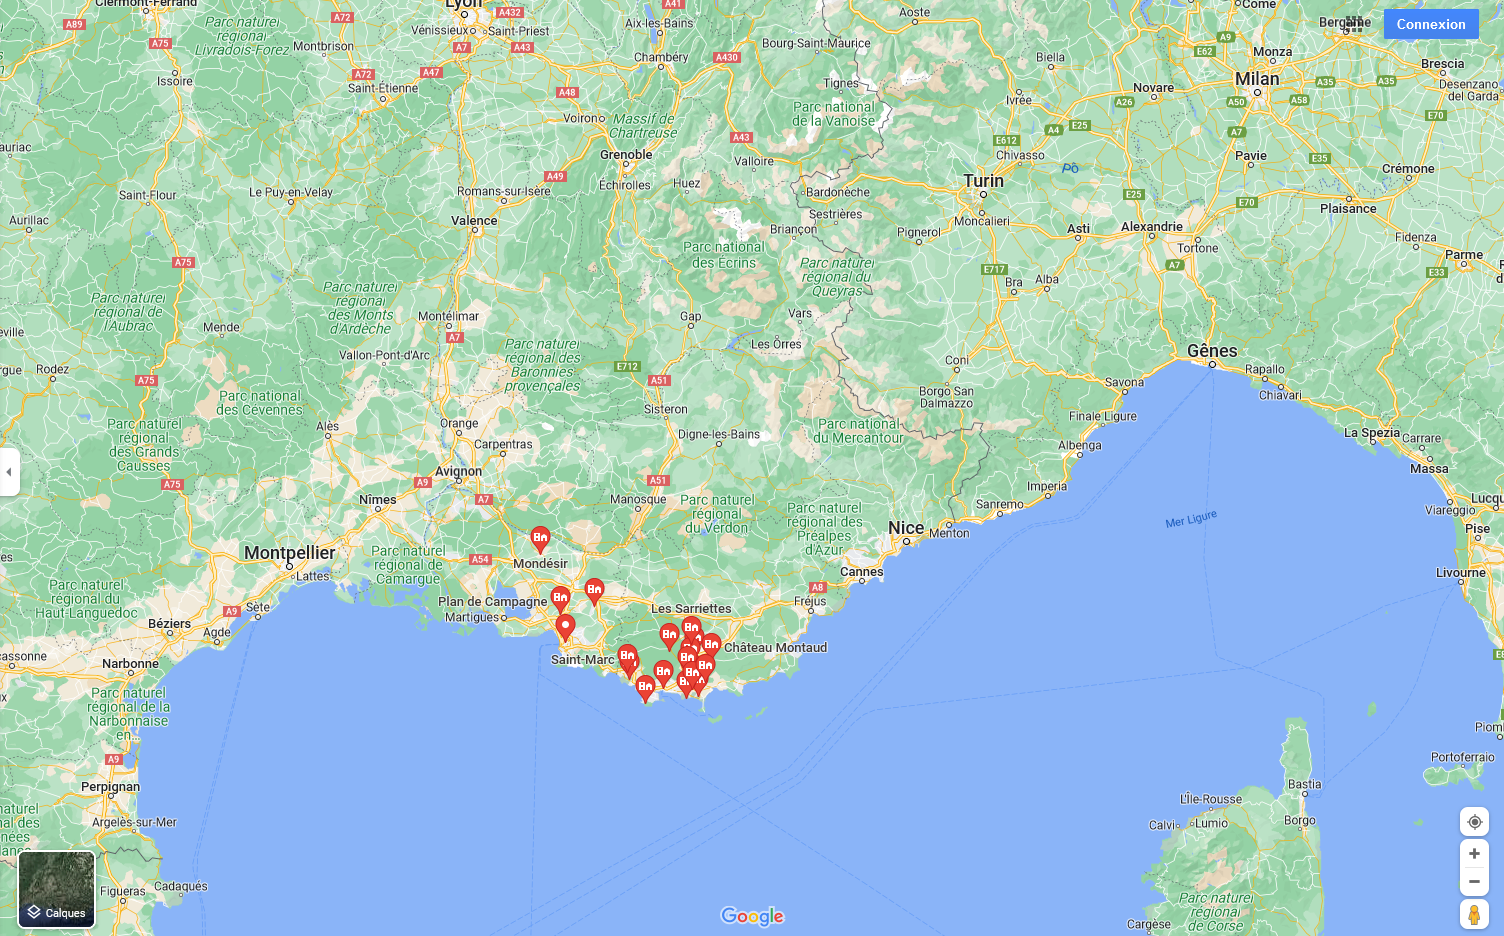 Clermont-Ferrand
Lyon
A432
A41
Aoste
Côme
Bergame
Connexion
A89
Parc naturel
régional
Livradois-Forez
A72
Aix-les-Bains
Vénissieux
Saint-Priest
A75
Montbrison
A7
A43
Bourg-Saint-Maurice
A9
E62
E64
Monza
Milan
Brescia
Chambéry
A430
Biella
Issoire
A72
A47
Saint-Étienne
A48
Tignes
Ivrée
Novare
A26
A35
A35
Desenzano
del Garda
A50
A58
E70
Voiron
Massif de
Chartreuse
Parc national
de la Vanoise
A43
A4
E25
E612
A7
Grenoble
Valloire
Chivasso
Pavie
E35
Crémone
Pô
Saint-Flour
Le Puy-en-Velay
Romans-sur-Isère
A49
Échirolles
Huez
Bardonèche
Turin
E25
E70
Plaisance
Aurillac
Valence
Sestrières
Moncalieri
Briançon
Pignerol
Asti
Alexandrie
Tortone
Fidenza
Parme
A75
Parc national
des Écrins
Parc naturel
régional du
Queyras
E717
A7
E33
Bra
Alba
Parc naturel
régional de
l'Aubrac
Parc naturel
régional
des Monts
d'Ardèche
Mende
Montélimar
Gap
Vars
A7
Vallon-Pont-d'Arc
Parc naturel
régional des
Baronnies
provençales
Les Orres
Gênes
Rodez
E712
Coni
Rapallo
A75
A51
Savona
Chiavari
Parc national
des Cevennes
Sisteron
Borgo San
Dalmazzo
Finale Ligure
Parc naturel
régional
des Grands
Causses
Alès
Orange
Digne-les-Bains
Parc national
du Mercantour
La Spezia
Carrare
Carpentras
Albenga
Massa
Avignon
A75
A9
A51
Imperia
Nîmes
A7
Manosque
Parc naturel
régional
du Verdon
Parc naturel
régional des
Préalpes
d'Azur
Sanremo
Viareggio
Mer Ligure
Nice
Menton
Pise
Montpellier
Lattes
Parc naturel
régional de
Camargue
A54
Mondésir
Cannes
Livourne
Parc naturel
régional du
Haut-Languedoc
A8
Plan de Campagne
Martigues
Les Sarriettes
Fréjus
A9
Sète
Béziers
Agde
Château Montaud
Saint-Marc
Narbonne
Parc naturel
régional de la
Narbonnaise
en...
A9
Portoferraio
Perpignan
Bastia
L'Île-Rousse
Argelès-sur-Mer
Calvi
Lumio
Borgo
Figueras
Cadaqués
Calques
Google
Parc naturel
régional
de Corse
Cargèse